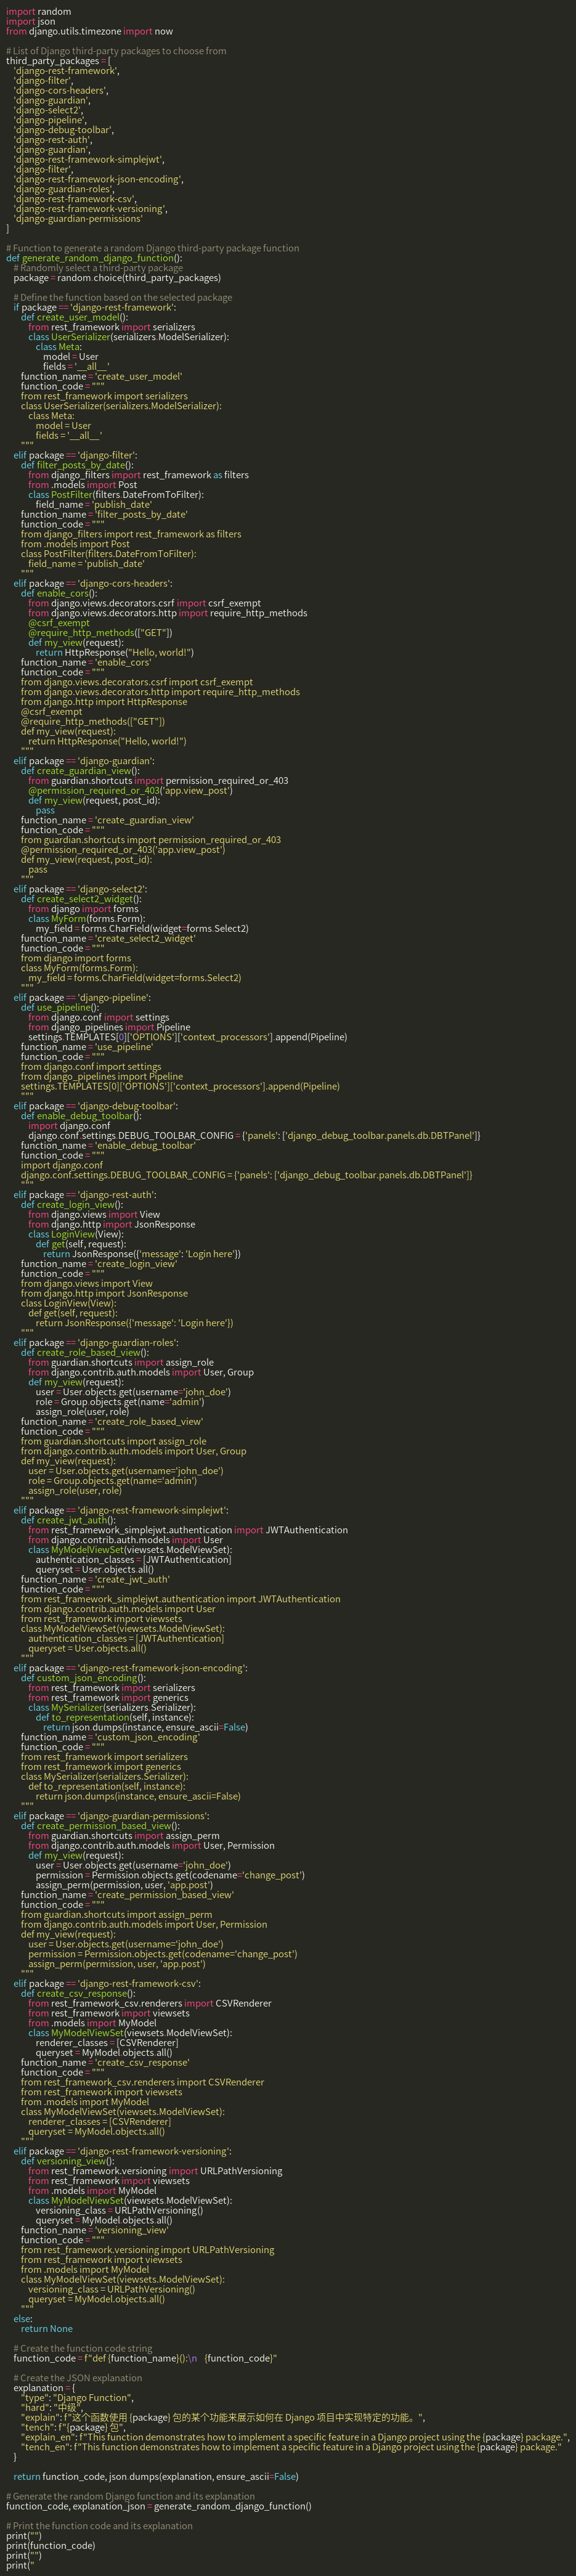 import random
import json
from django.utils.timezone import now

# List of Django third-party packages to choose from
third_party_packages = [
    'django-rest-framework',
    'django-filter',
    'django-cors-headers',
    'django-guardian',
    'django-select2',
    'django-pipeline',
    'django-debug-toolbar',
    'django-rest-auth',
    'django-guardian',
    'django-rest-framework-simplejwt',
    'django-filter',
    'django-rest-framework-json-encoding',
    'django-guardian-roles',
    'django-rest-framework-csv',
    'django-rest-framework-versioning',
    'django-guardian-permissions'
]

# Function to generate a random Django third-party package function
def generate_random_django_function():
    # Randomly select a third-party package
    package = random.choice(third_party_packages)

    # Define the function based on the selected package
    if package == 'django-rest-framework':
        def create_user_model():
            from rest_framework import serializers
            class UserSerializer(serializers.ModelSerializer):
                class Meta:
                    model = User
                    fields = '__all__'
        function_name = 'create_user_model'
        function_code = """
        from rest_framework import serializers
        class UserSerializer(serializers.ModelSerializer):
            class Meta:
                model = User
                fields = '__all__'
        """
    elif package == 'django-filter':
        def filter_posts_by_date():
            from django_filters import rest_framework as filters
            from .models import Post
            class PostFilter(filters.DateFromToFilter):
                field_name = 'publish_date'
        function_name = 'filter_posts_by_date'
        function_code = """
        from django_filters import rest_framework as filters
        from .models import Post
        class PostFilter(filters.DateFromToFilter):
            field_name = 'publish_date'
        """
    elif package == 'django-cors-headers':
        def enable_cors():
            from django.views.decorators.csrf import csrf_exempt
            from django.views.decorators.http import require_http_methods
            @csrf_exempt
            @require_http_methods(["GET"])
            def my_view(request):
                return HttpResponse("Hello, world!")
        function_name = 'enable_cors'
        function_code = """
        from django.views.decorators.csrf import csrf_exempt
        from django.views.decorators.http import require_http_methods
        from django.http import HttpResponse
        @csrf_exempt
        @require_http_methods(["GET"])
        def my_view(request):
            return HttpResponse("Hello, world!")
        """
    elif package == 'django-guardian':
        def create_guardian_view():
            from guardian.shortcuts import permission_required_or_403
            @permission_required_or_403('app.view_post')
            def my_view(request, post_id):
                pass
        function_name = 'create_guardian_view'
        function_code = """
        from guardian.shortcuts import permission_required_or_403
        @permission_required_or_403('app.view_post')
        def my_view(request, post_id):
            pass
        """
    elif package == 'django-select2':
        def create_select2_widget():
            from django import forms
            class MyForm(forms.Form):
                my_field = forms.CharField(widget=forms.Select2)
        function_name = 'create_select2_widget'
        function_code = """
        from django import forms
        class MyForm(forms.Form):
            my_field = forms.CharField(widget=forms.Select2)
        """
    elif package == 'django-pipeline':
        def use_pipeline():
            from django.conf import settings
            from django_pipelines import Pipeline
            settings.TEMPLATES[0]['OPTIONS']['context_processors'].append(Pipeline)
        function_name = 'use_pipeline'
        function_code = """
        from django.conf import settings
        from django_pipelines import Pipeline
        settings.TEMPLATES[0]['OPTIONS']['context_processors'].append(Pipeline)
        """
    elif package == 'django-debug-toolbar':
        def enable_debug_toolbar():
            import django.conf
            django.conf.settings.DEBUG_TOOLBAR_CONFIG = {'panels': ['django_debug_toolbar.panels.db.DBTPanel']}
        function_name = 'enable_debug_toolbar'
        function_code = """
        import django.conf
        django.conf.settings.DEBUG_TOOLBAR_CONFIG = {'panels': ['django_debug_toolbar.panels.db.DBTPanel']}
        """
    elif package == 'django-rest-auth':
        def create_login_view():
            from django.views import View
            from django.http import JsonResponse
            class LoginView(View):
                def get(self, request):
                    return JsonResponse({'message': 'Login here'})
        function_name = 'create_login_view'
        function_code = """
        from django.views import View
        from django.http import JsonResponse
        class LoginView(View):
            def get(self, request):
                return JsonResponse({'message': 'Login here'})
        """
    elif package == 'django-guardian-roles':
        def create_role_based_view():
            from guardian.shortcuts import assign_role
            from django.contrib.auth.models import User, Group
            def my_view(request):
                user = User.objects.get(username='john_doe')
                role = Group.objects.get(name='admin')
                assign_role(user, role)
        function_name = 'create_role_based_view'
        function_code = """
        from guardian.shortcuts import assign_role
        from django.contrib.auth.models import User, Group
        def my_view(request):
            user = User.objects.get(username='john_doe')
            role = Group.objects.get(name='admin')
            assign_role(user, role)
        """
    elif package == 'django-rest-framework-simplejwt':
        def create_jwt_auth():
            from rest_framework_simplejwt.authentication import JWTAuthentication
            from django.contrib.auth.models import User
            class MyModelViewSet(viewsets.ModelViewSet):
                authentication_classes = [JWTAuthentication]
                queryset = User.objects.all()
        function_name = 'create_jwt_auth'
        function_code = """
        from rest_framework_simplejwt.authentication import JWTAuthentication
        from django.contrib.auth.models import User
        from rest_framework import viewsets
        class MyModelViewSet(viewsets.ModelViewSet):
            authentication_classes = [JWTAuthentication]
            queryset = User.objects.all()
        """
    elif package == 'django-rest-framework-json-encoding':
        def custom_json_encoding():
            from rest_framework import serializers
            from rest_framework import generics
            class MySerializer(serializers.Serializer):
                def to_representation(self, instance):
                    return json.dumps(instance, ensure_ascii=False)
        function_name = 'custom_json_encoding'
        function_code = """
        from rest_framework import serializers
        from rest_framework import generics
        class MySerializer(serializers.Serializer):
            def to_representation(self, instance):
                return json.dumps(instance, ensure_ascii=False)
        """
    elif package == 'django-guardian-permissions':
        def create_permission_based_view():
            from guardian.shortcuts import assign_perm
            from django.contrib.auth.models import User, Permission
            def my_view(request):
                user = User.objects.get(username='john_doe')
                permission = Permission.objects.get(codename='change_post')
                assign_perm(permission, user, 'app.post')
        function_name = 'create_permission_based_view'
        function_code = """
        from guardian.shortcuts import assign_perm
        from django.contrib.auth.models import User, Permission
        def my_view(request):
            user = User.objects.get(username='john_doe')
            permission = Permission.objects.get(codename='change_post')
            assign_perm(permission, user, 'app.post')
        """
    elif package == 'django-rest-framework-csv':
        def create_csv_response():
            from rest_framework_csv.renderers import CSVRenderer
            from rest_framework import viewsets
            from .models import MyModel
            class MyModelViewSet(viewsets.ModelViewSet):
                renderer_classes = [CSVRenderer]
                queryset = MyModel.objects.all()
        function_name = 'create_csv_response'
        function_code = """
        from rest_framework_csv.renderers import CSVRenderer
        from rest_framework import viewsets
        from .models import MyModel
        class MyModelViewSet(viewsets.ModelViewSet):
            renderer_classes = [CSVRenderer]
            queryset = MyModel.objects.all()
        """
    elif package == 'django-rest-framework-versioning':
        def versioning_view():
            from rest_framework.versioning import URLPathVersioning
            from rest_framework import viewsets
            from .models import MyModel
            class MyModelViewSet(viewsets.ModelViewSet):
                versioning_class = URLPathVersioning()
                queryset = MyModel.objects.all()
        function_name = 'versioning_view'
        function_code = """
        from rest_framework.versioning import URLPathVersioning
        from rest_framework import viewsets
        from .models import MyModel
        class MyModelViewSet(viewsets.ModelViewSet):
            versioning_class = URLPathVersioning()
            queryset = MyModel.objects.all()
        """
    else:
        return None

    # Create the function code string
    function_code = f"def {function_name}():\n    {function_code}"

    # Create the JSON explanation
    explanation = {
        "type": "Django Function",
        "hard": "中级",
        "explain": f"这个函数使用 {package} 包的某个功能来展示如何在 Django 项目中实现特定的功能。",
        "tench": f"{package} 包",
        "explain_en": f"This function demonstrates how to implement a specific feature in a Django project using the {package} package.",
        "tench_en": f"This function demonstrates how to implement a specific feature in a Django project using the {package} package."
    }

    return function_code, json.dumps(explanation, ensure_ascii=False)

# Generate the random Django function and its explanation
function_code, explanation_json = generate_random_django_function()

# Print the function code and its explanation
print("")
print(function_code)
print("")
print("